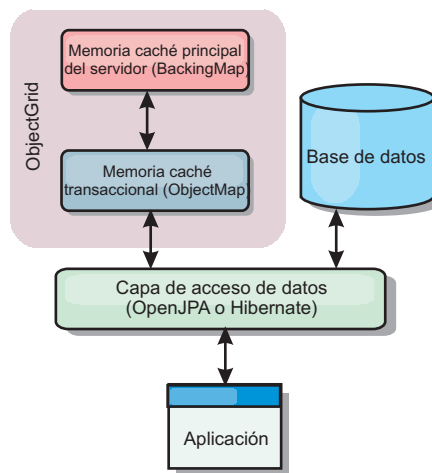 Memoria caché principal
del servidor (BackingMap)
ObjectGrid
Memoria caché
transaccional (ObjectMap)
Base de datos
Capa de acceso de datos
(OpenJPA o Hibernate)
Aplicación